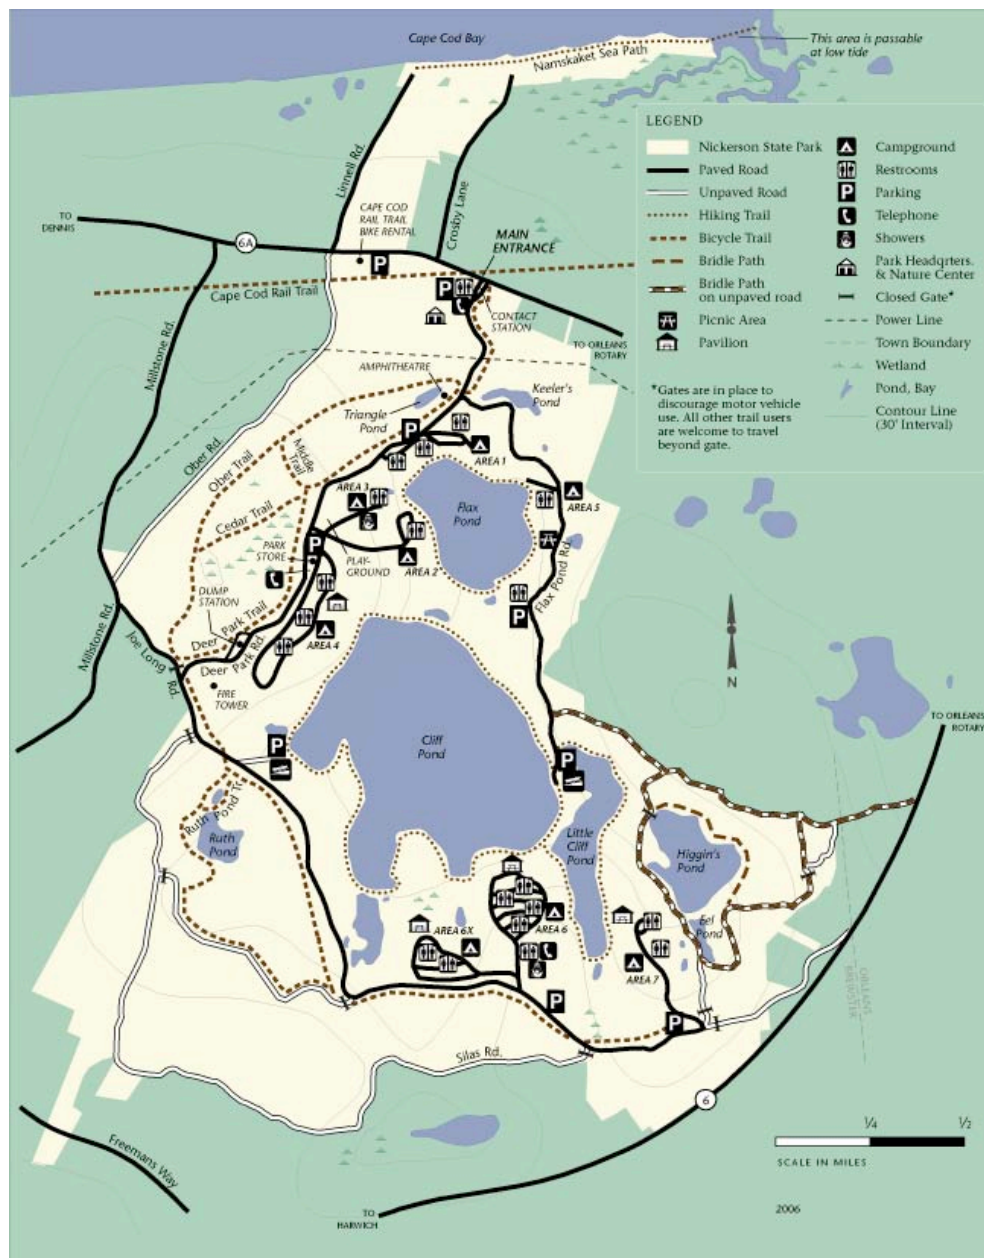 Cape Cod Bay
This area is passable
at low tide
Namskaket Sea Path
LEGEND
Nickerson State Park
Paved Road
Unpaved Road
Hiking Trail
Bicycle Trail
Bridle Path
Bridle Path
on unpaved road
Picnic Area
Pavilion
Campground
Restrooms
P
Parking
Telephone
Showers
Park Headqrters.
& Nature Center
Closed Gate*
Power Line
Town Boundary
Wetland
Pond, Bay
Contour Line
(30' Interval)
*Gates are in place to
discourage motor vehicle
use. All other trail users
are welcome to travel
beyond gate.
Linnell Rd.
Crosby Lane
TO
DENNIS
6A
CAPE COD
RAIL TRAIL
BIKE RENTAL
P
MAIN
ENTRANCE
Cape Cod Rail Trail
P
CONTACT
STATION
TO ORLEANS
ROTARY
Millstone Rd.
AMPHITHEATRE
Keeler's
Pond
Triangle
Pond
P
Ober Rd.
Ober Trail
Middle
Trail
AREA 1
AREA 3
Flax
Pond
AREA 5
Cedar Trail
PARK
STORE
P
PLAY-
GROUND
AREA 2
Flax Pond Rd.
DUMP
STATION
P
Millstone Rd.
Joe Long
Rd.
Deer Park Trail
Deer Park Rd.
AREA 4
FIRE
TOWER
N
TO ORLEANS
ROTARY
P
Cliff
Pond
P
Ruth Pond Tr.
Ruth
Pond
Little
Cliff
Pond
Higgin's
Pond
Eel
Pond
AREA 6X
AREA 6
AREA 7
P
P
ORLEANS
BREWSTER
Silas Rd.
6
Freemans Way
1/4
1/2
SCALE IN MILES
TO
HARWICH
2006